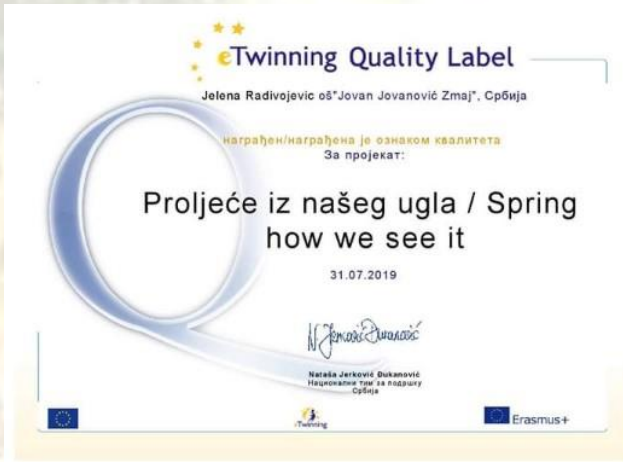 eTwinning Quality Label
Jelena Radivojevic oš"Jovan Jovanović Zmaj", Србија
награђен/награђена је ознаком квалитета
За пројекат:
Proljeće iz našeg ugla / Spring
how we see it
31.07.2019
Nataša Jerković Đukanović
Национални тим за подршку
Србија
eTwinning
Erasmus+